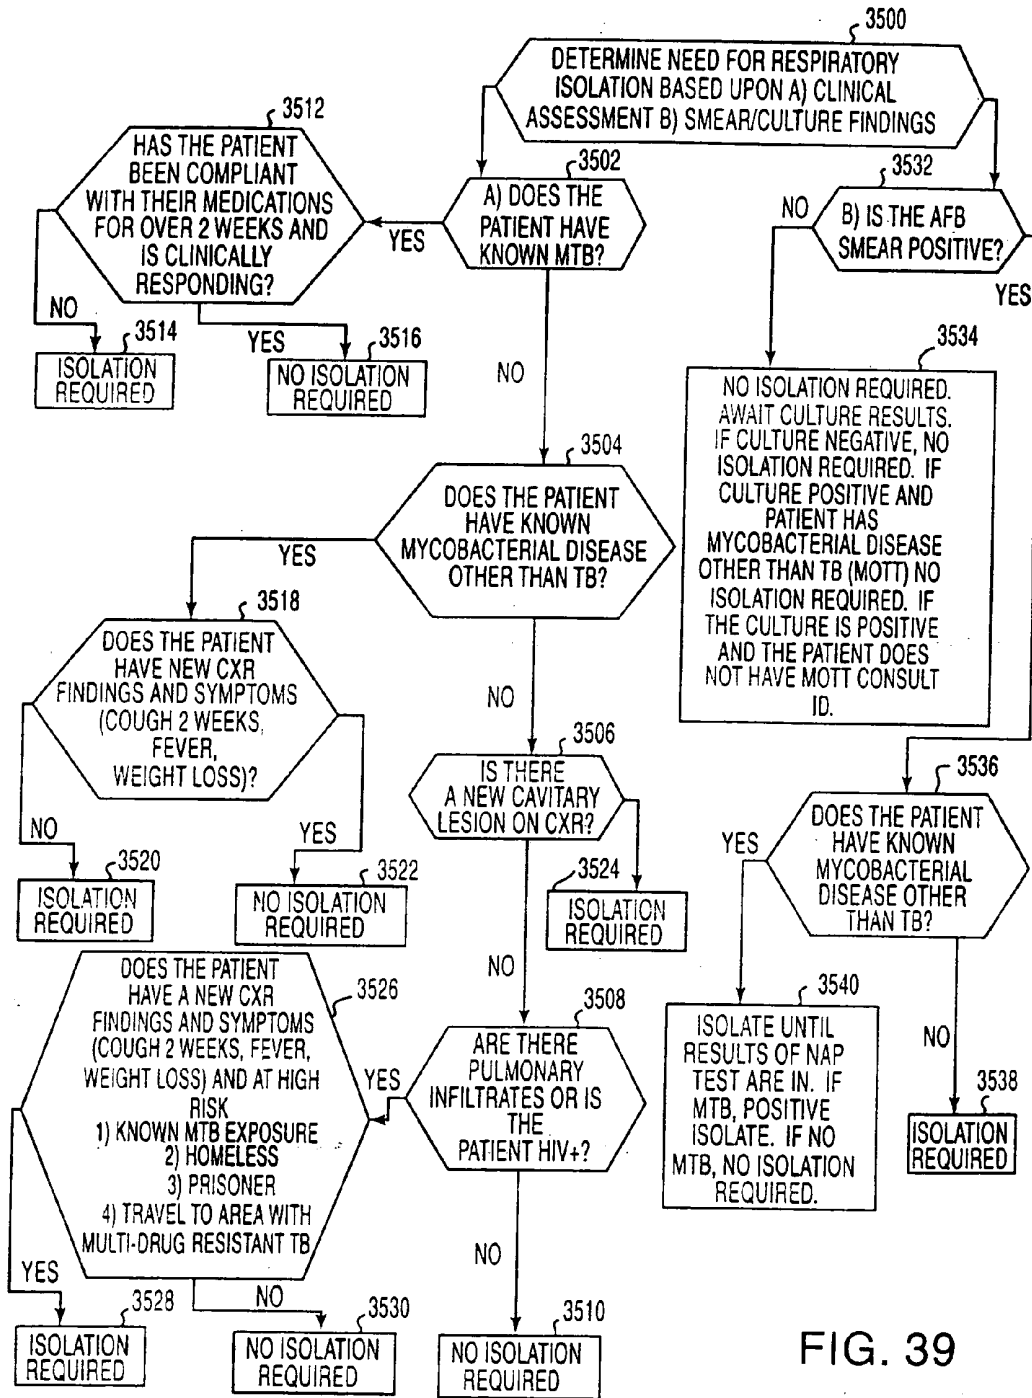 3500
DETERMINE NEED FOR RESPIRATORY
ISOLATION BASED UPON A) CLINICAL
ASSESSMENT B) SMEAR/CULTURE FINDINGS
3512
HAS THE PATIENT
BEEN COMPLIANT
WITH THEIR MEDICATIONS
FOR OVER 2 WEEKS AND
IS CLINICALLY
RESPONDING?
3502
A) DOES THE
PATIENT HAVE
KNOWN MTB?
YES
3532
B) IS THE AFB
SMEAR POSITIVE?
NO
YES
NO
3514
ISOLATION
REQUIRED
YES
3516
NO ISOLATION
REQUIRED
NO
3534
NO ISOLATION REQUIRED.
AWAIT CULTURE RESULTS.
IF CULTURE NEGATIVE, NO
ISOLATION REQUIRED. IF
CULTURE POSITIVE AND
PATIENT HAS
MYCOBACTERIAL DISEASE
OTHER THAN TB (MOTT) NO
ISOLATION REQUIRED. IF
THE CULTURE IS POSITIVE
AND THE PATIENT DOES
NOT HAVE MOTT CONSULT
ID.
3504
DOES THE PATIENT
HAVE KNOWN
MYCOBACTERIAL DISEASE
OTHER THAN TB?
YES
3518
DOES THE PATIENT
HAVE NEW CXR
FINDINGS AND SYMPTOMS
(COUGH 2 WEEKS,
FEVER,
WEIGHT LOSS)?
NO
3506
IS THERE
A NEW CAVITARY
LESION ON CXR?
3536
DOES THE PATIENT
HAVE KNOWN
MYCOBACTERIAL
DISEASE OTHER
THAN TB?
YES
NO
3520
ISOLATION
REQUIRED
YES
3522
NO ISOLATION
REQUIRED
3524
ISOLATION
REQUIRED
NO
3526
DOES THE PATIENT
HAVE A NEW CXR
FINDINGS AND SYMPTOMS
(COUGH 2 WEEKS, FEVER,
WEIGHT LOSS) AND AT HIGH
RISK
1) KNOWN MTB EXPOSURE
2) HOMELESS
3) PRISONER
4) TRAVEL TO AREA WITH
MULTI-DRUG RESISTANT TB
YES
3508
ARE THERE
PULMONARY
INFILTRATES OR IS
THE
PATIENT HIV+?
3540
ISOLATE UNTIL
RESULTS OF NAP
TEST ARE IN. IF
MTB, POSITIVE
ISOLATE. IF NO
MTB, NO ISOLATION
REQUIRED.
NO
3538
ISOLATION
REQUIRED
YES
3528
ISOLATION
REQUIRED
NO
3530
NO ISOLATION
REQUIRED
NO
3510
NO ISOLATION
REQUIRED
FIG. 39